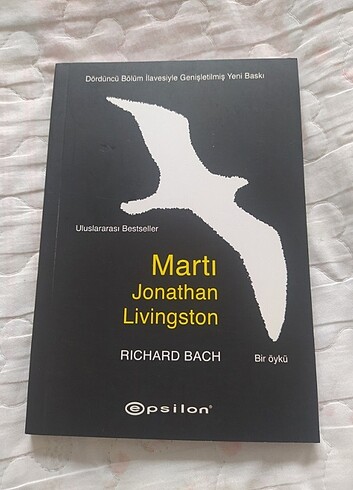 Dördüncü Bölüm İlavesiyle Genişletilmiş Yeni Baskı
Uluslararası Bestseller
Martı
Jonathan
Livingston
RICHARD BACH
Bir öykü
epsilon®